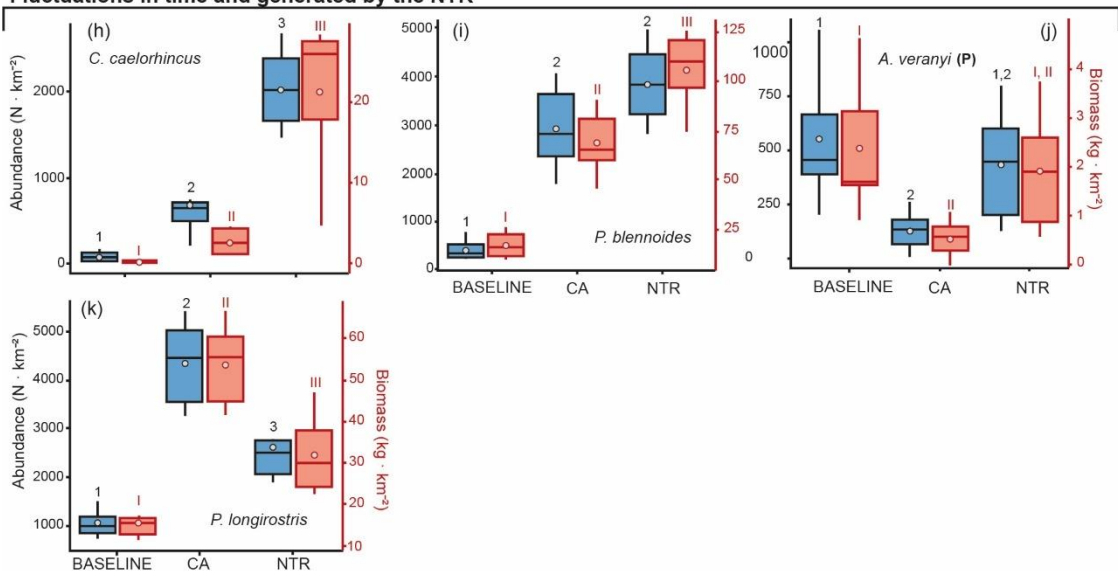 Fluctuations in time and generated by the NTR
(h)
C. caelorhincus
Abundance (N · km⁻²)
2000
1000
0
1
I
2
II
3
III
20
10
0
(i)
P. blennoides
5000
4000
3000
2000
1000
0
1
I
2
II
2
III
125
100
75
50
25
0
BASELINE
CA
NTR
(j)
A. veranyi (P)
1000
750
500
250
0
1
I
2
II
1,2
I, II
4
3
2
1
0
Biomass (kg · km⁻²)
BASELINE
CA
NTR
(k)
P. longirostris
Abundance (N · km⁻²)
5000
4000
3000
2000
1000
1
I
2
II
3
III
60
50
40
30
20
10
Biomass (kg · km⁻²)
BASELINE
CA
NTR